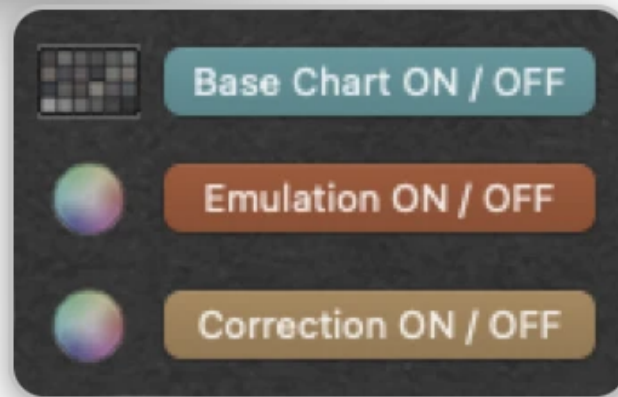 Base Chart ON / OFF
Emulation ON / OFF
Correction ON / OFF